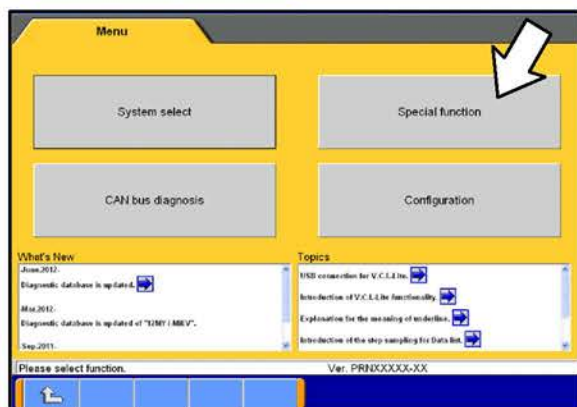 Menu
System select
Special function
CAN bus diagnosis
Configuration
What's New
Topics
June.2012-
Diagnostic database is updated.
Mar.2012-
Diagnostic database is updated of "12MY i-MiEV".
Sep.2011-
USB connection for V.C.I.-Lite.
Introduction of V.C.I.-Lite functionality.
Explanation for the meaning of underline.
Introduction of the step sampling for Data list.
Please select function.
Ver. PRNXXXXX-XX